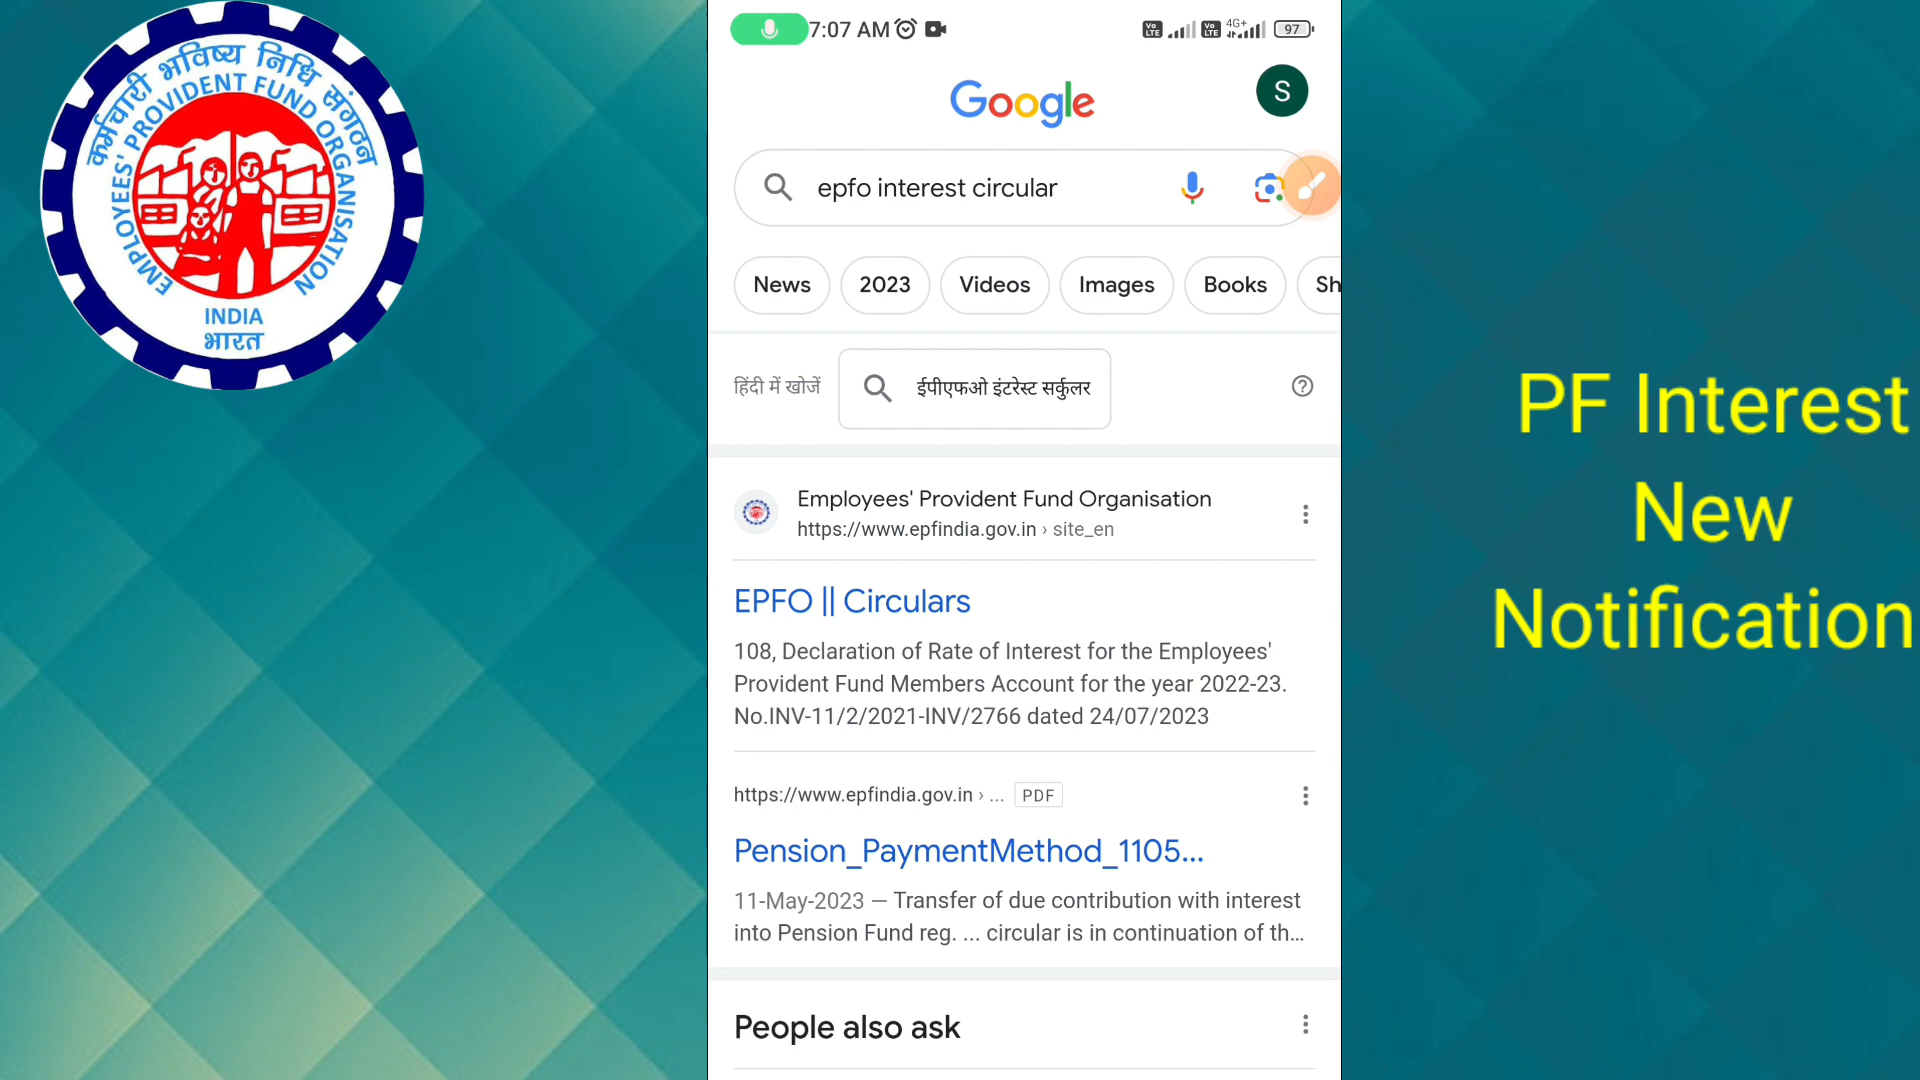 कर्मचारी भविष्य निधि संगठन
EMPLOYEES' PROVIDENT FUND ORGANISATION
INDIA
भारत
7:07 AM
Vo LTE
Vo LTE
4G+
97
Google
S
epfo interest circular
News
2023
Videos
Images
Books
Sh
हिंदी में खोजें
ईपीएफओ इंटरेस्ट सर्कुलर
Employees' Provident Fund Organisation
https://www.epfindia.gov.in › site_en
EPFO || Circulars
108, Declaration of Rate of Interest for the Employees'
Provident Fund Members Account for the year 2022-23.
No.INV-11/2/2021-INV/2766 dated 24/07/2023
https://www.epfindia.gov.in › ... PDF
Pension_PaymentMethod_1105...
11-May-2023 — Transfer of due contribution with interest
into Pension Fund reg. ... circular is in continuation of th...
People also ask
PF Interest
New
Notification